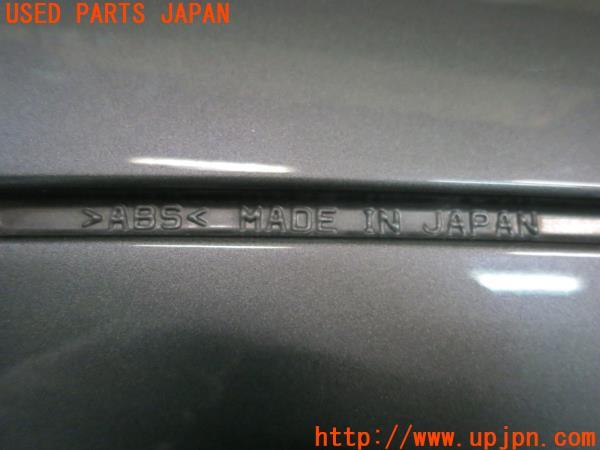 USED PARTS JAPAN
>ABS< MADE IN JAPAN
http://www.upjpn.com/